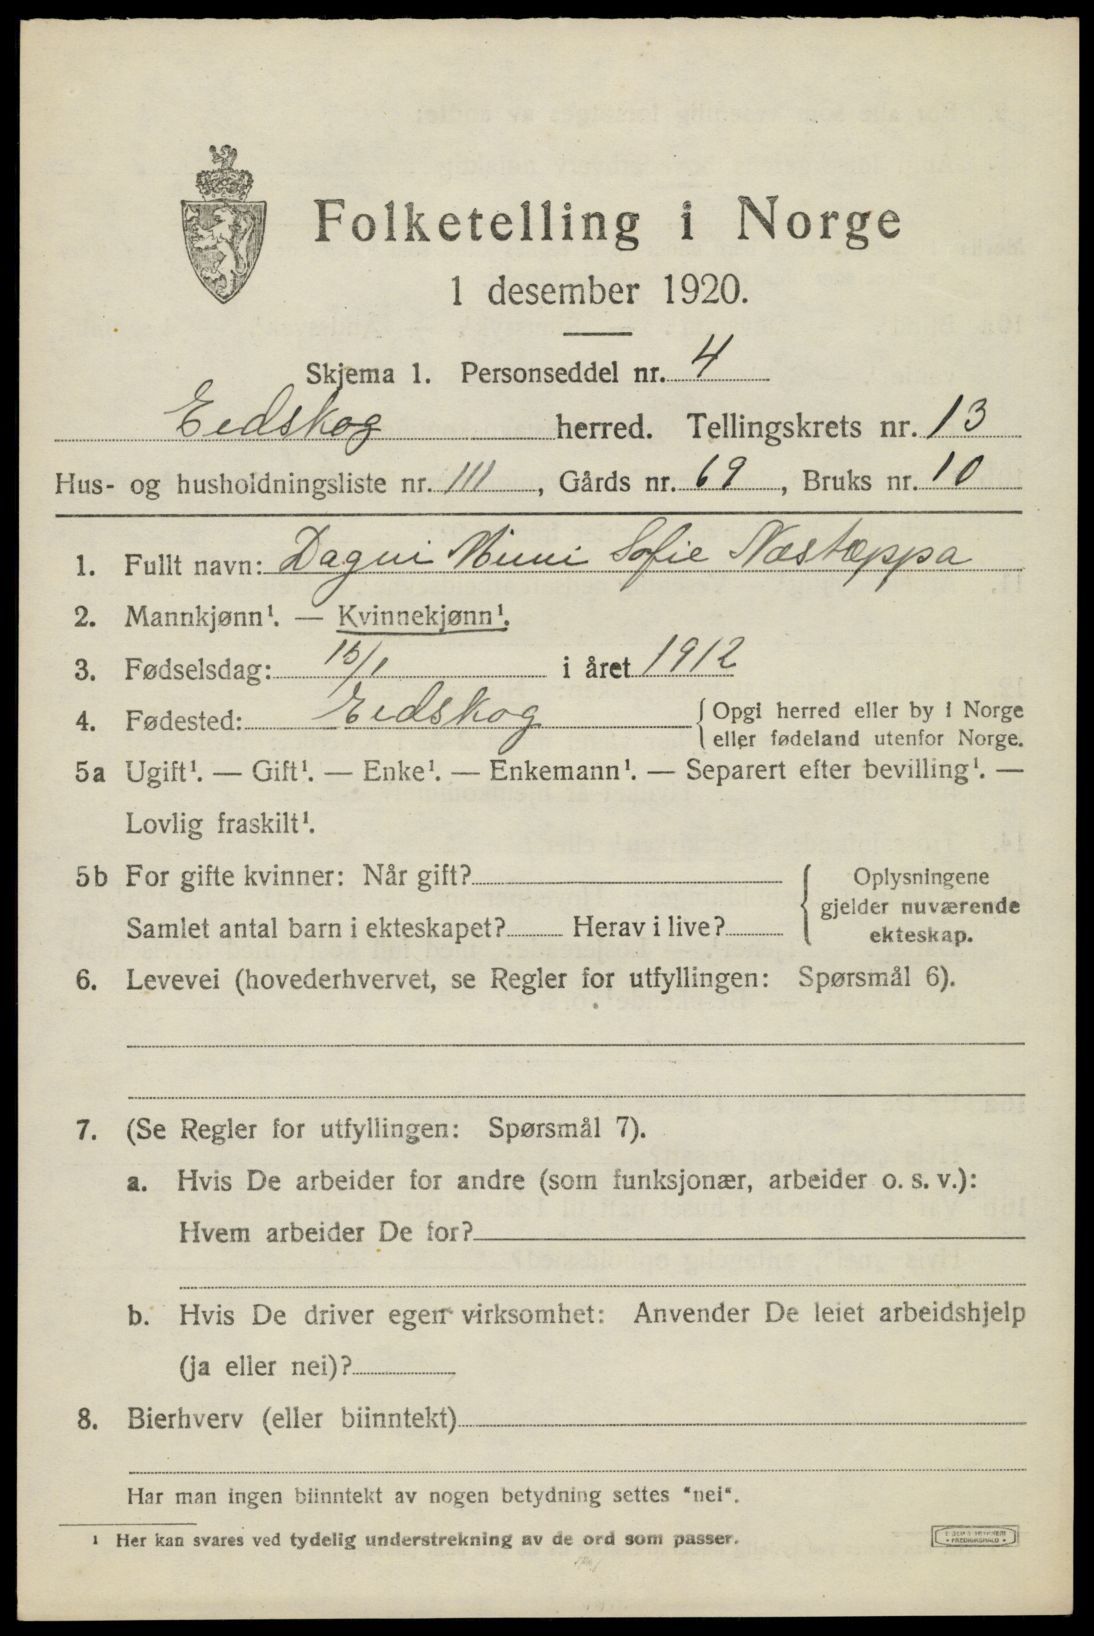 Folketelling i Norge
1 desember 1920.
Skjema 1. Personseddel nr. 4
Eidskog herred. Tellingskrets nr. 13
Hus- og husholdningsliste nr. 111, Gårds nr. 69, Bruks nr. 10
1. Fullt navn: Dagni Mimi Sofie Næstæppa
2. Mannkjønn¹. — Kvinnekjønn¹.
3. Fødselsdag: 15/1 i året 1912
4. Fødested: Eidskog { Opgi herred eller by i Norge
eller fødeland utenfor Norge.
5a Ugift¹. — Gift¹. — Enke¹. — Enkemann¹. — Separert efter bevilling¹. —
Lovlig fraskilt¹.
5b For gifte kvinner: Når gift?
Samlet antal barn i ekteskapet? Herav i live?
{ Oplysningene
gjelder nuværende
ekteskap.
6. Levevei (hovederhvervet, se Regler for utfyllingen: Spørsmål 6).
7. (Se Regler for utfyllingen: Spørsmål 7).
a. Hvis De arbeider for andre (som funksjonær, arbeider o. s. v.):
Hvem arbeider De for?
b. Hvis De driver egen virksomhet: Anvender De leiet arbeidshjelp
(ja eller nei)?
8. Bierhverv (eller biinntekt)
Har man ingen biinntekt av nogen betydning settes "nei".
¹ Her kan svares ved tydelig understrekning av de ord som passer.